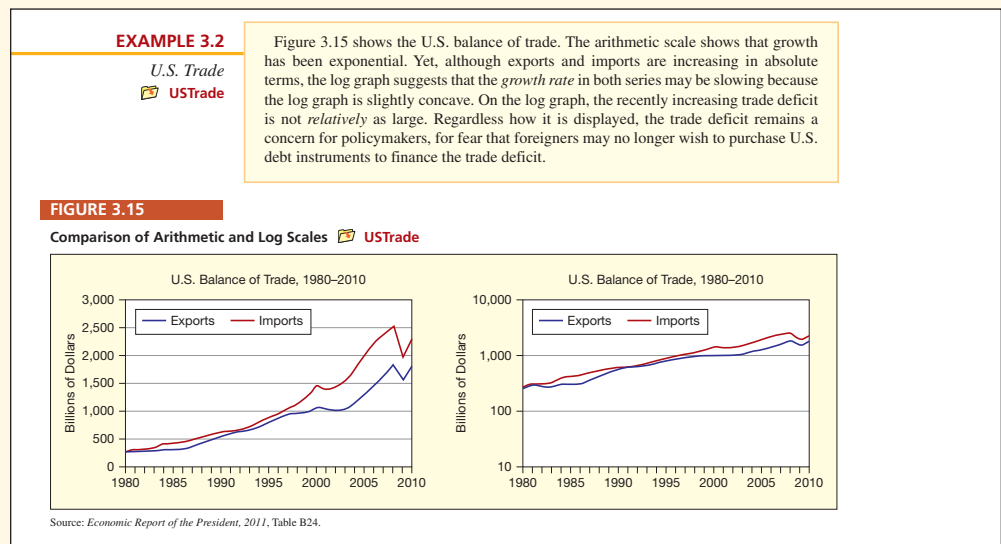 EXAMPLE 3.2
U.S. Trade
USTrade
Figure 3.15 shows the U.S. balance of trade. The arithmetic scale shows that growth
has been exponential. Yet, although exports and imports are increasing in absolute
terms, the log graph suggests that the growth rate in both series may be slowing because
the log graph is slightly concave. On the log graph, the recently increasing trade deficit
is not relatively as large. Regardless how it is displayed, the trade deficit remains a
concern for policymakers, for fear that foreigners may no longer wish to purchase U.S.
debt instruments to finance the trade deficit.
FIGURE 3.15
Comparison of Arithmetic and Log Scales USTrade
U.S. Balance of Trade, 1980–2010
Billions of Dollars
3,000
2,500
2,000
1,500
1,000
500
0
Exports Imports
1980 1985 1990 1995 2000 2005 2010
U.S. Balance of Trade, 1980–2010
Billions of Dollars
10,000
1,000
100
10
Exports Imports
1980 1985 1990 1995 2000 2005 2010
Source: Economic Report of the President, 2011, Table B24.